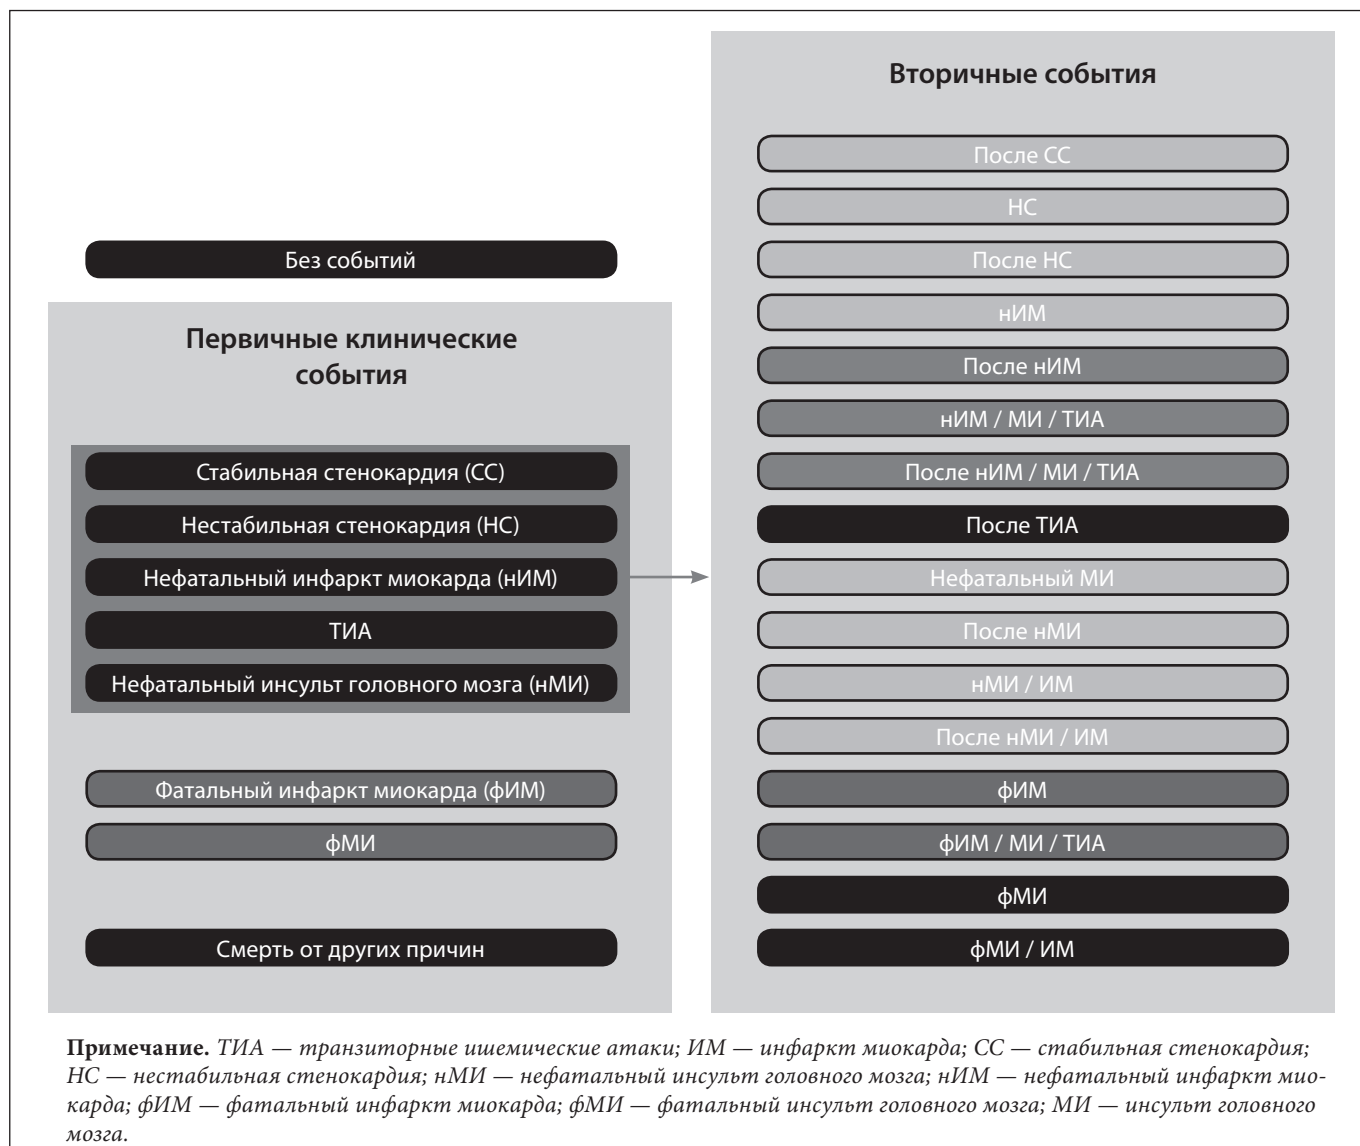 Без событий
Первичные клинические
события
Стабильная стенокардия (СС)
Нестабильная стенокардия (НС)
Нефатальный инфаркт миокарда (нИМ)
ТИА
Нефатальный инсульт головного мозга (нМИ)
Фатальный инфаркт миокарда (фИМ)
фМИ
Смерть от других причин
Вторичные события
После СС
НС
После НС
нИМ
После нИМ
нИМ / МИ / ТИА
После нИМ / МИ / ТИА
После ТИА
Нефатальный МИ
После нМИ
нМИ / ИМ
После нМИ / ИМ
фИМ
фИМ / МИ / ТИА
фМИ
фМИ / ИМ
Примечание. ТИА — транзиторные ишемические атаки; ИМ — инфаркт миокарда; СС — стабильная стенокардия;
НС — нестабильная стенокардия; нМИ — нефатальный инсульт головного мозга; нИМ — нефатальный инфаркт мио-
карда; фИМ — фатальный инфаркт миокарда; фМИ — фатальный инсульт головного мозга; МИ — инсульт головного
мозга.